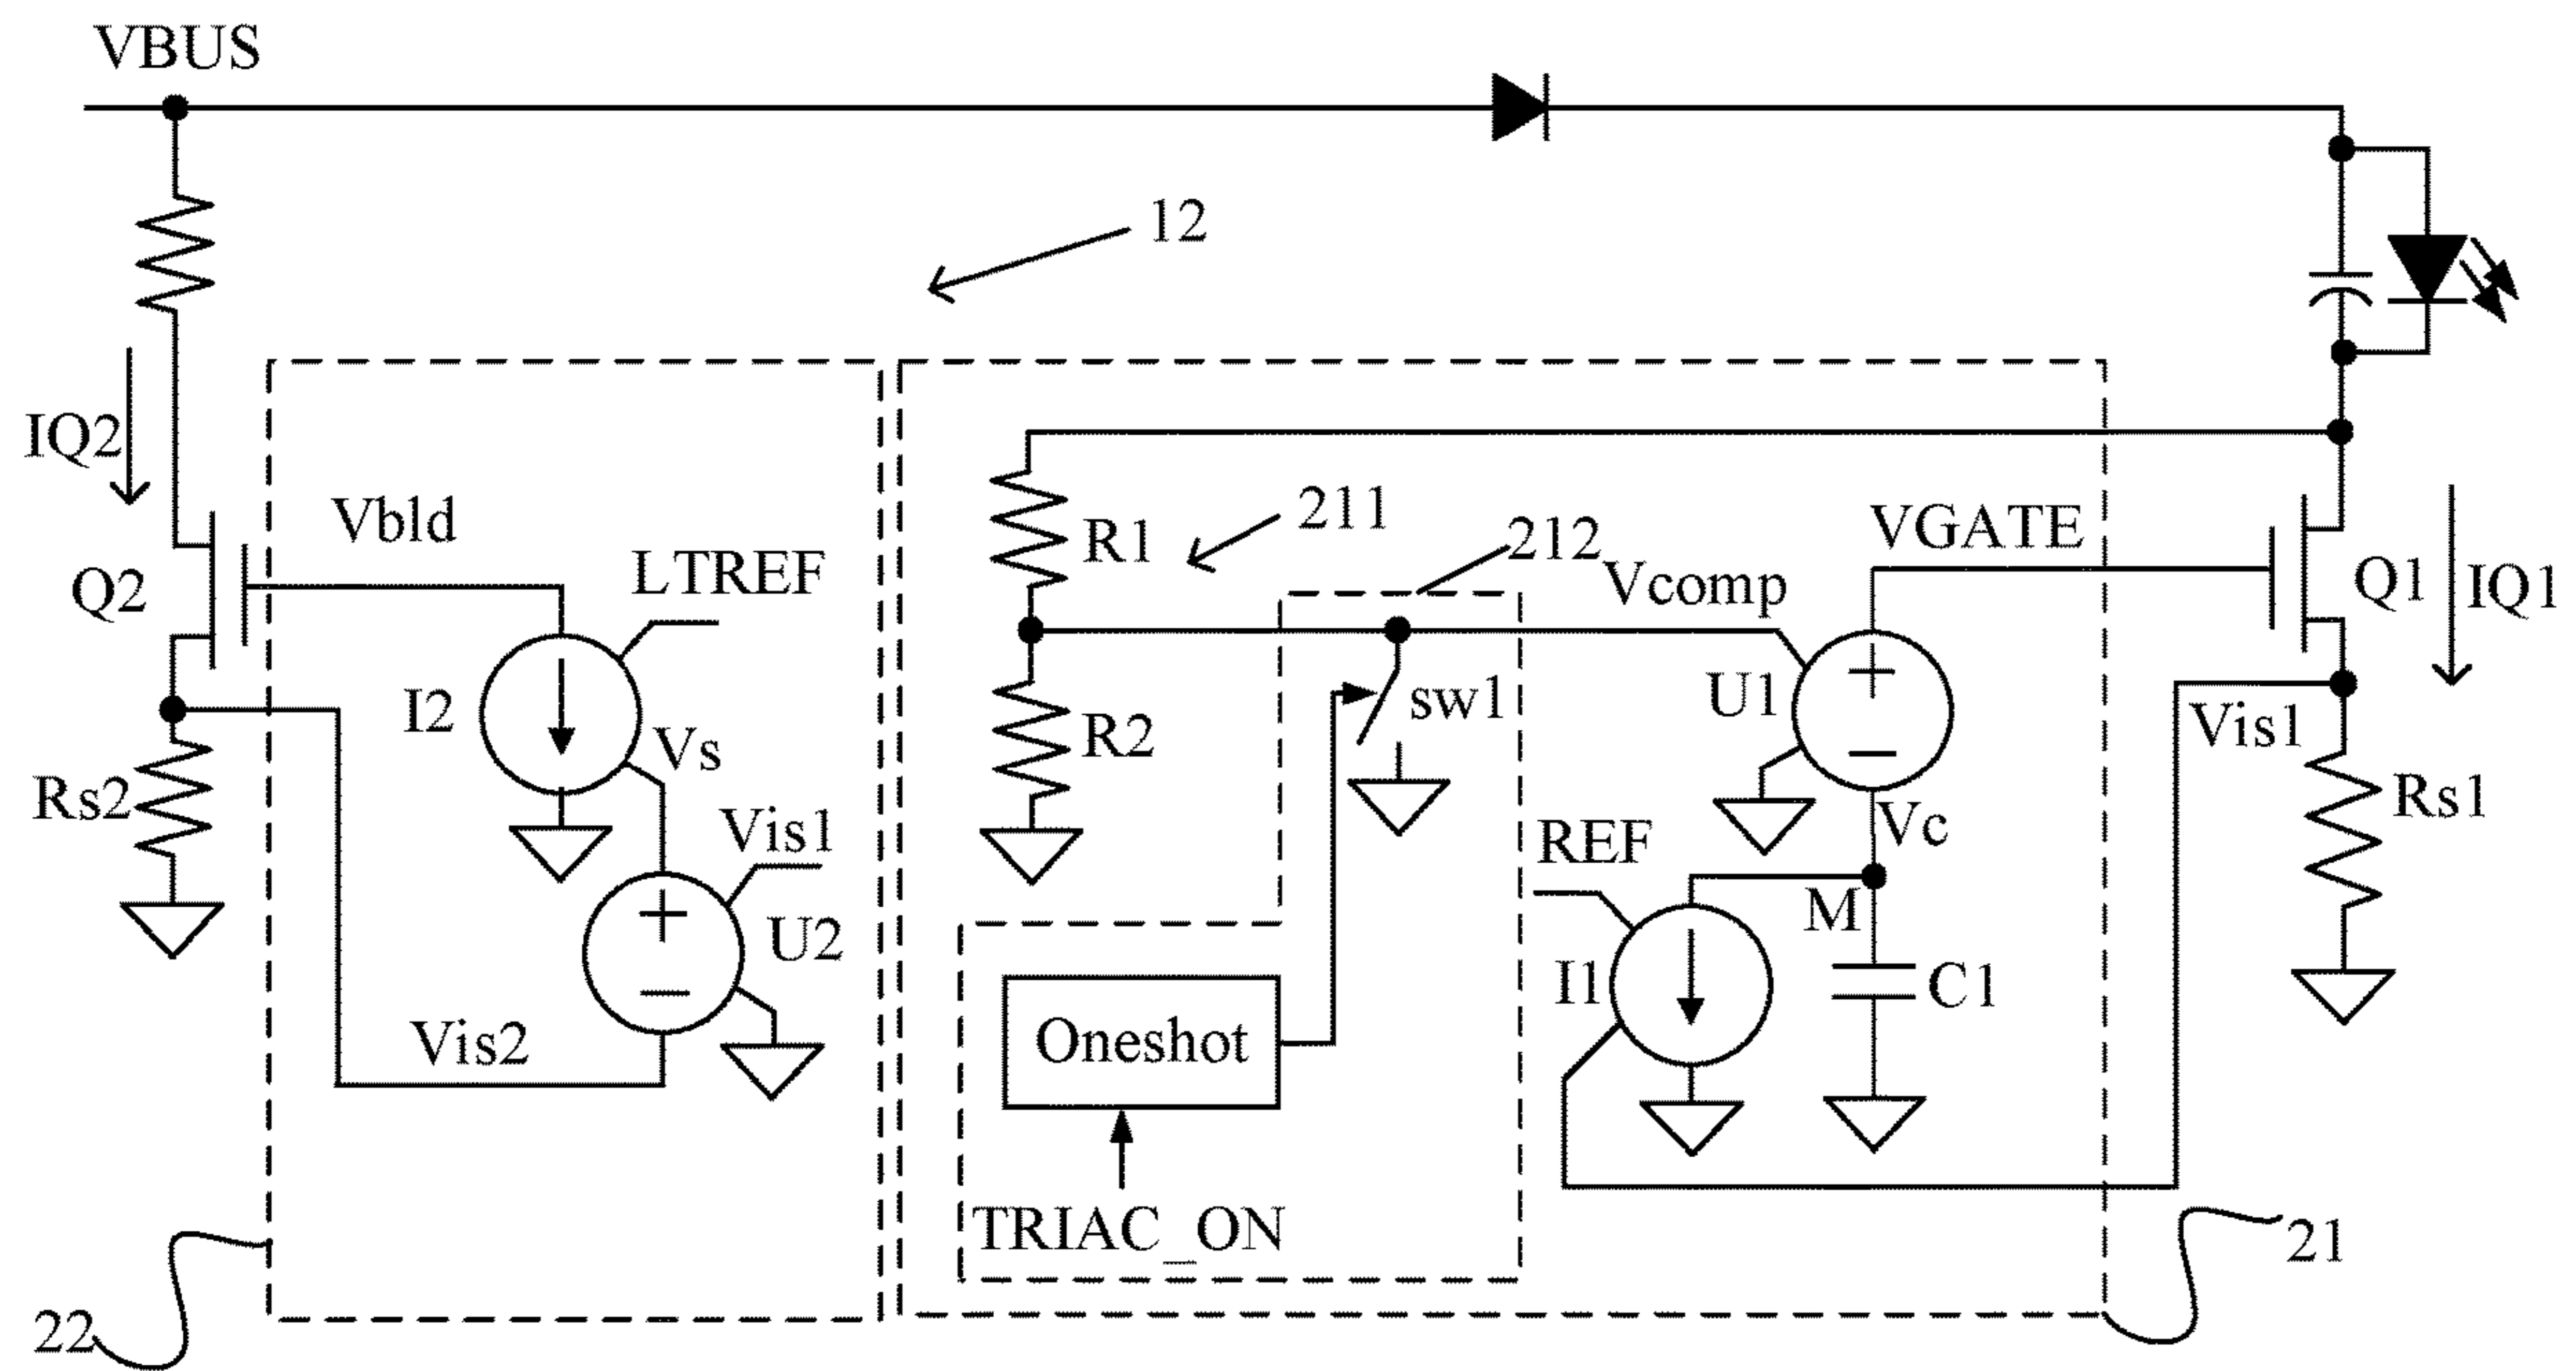 VBUS
12
IQ2
Vbld
LTREF
Q2
I2
Vs
Rs2
Vis1
U2
Vis2
22
R1
211
212
Vcomp
VGATE
Q1
IQ1
sw1
U1
R2
Vis1
Vc
Rs1
REF
M
I1
C1
Oneshot
TRIAC_ON
21